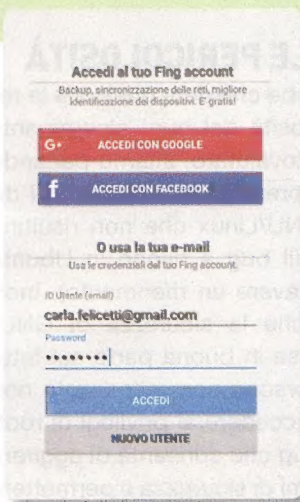 Accedi al tuo Fing account
Backup, sincronizzazione delle reti, migliore
identificazione dei dispositivi. E' gratis!
G+ ACCEDI CON GOOGLE
f ACCEDI CON FACEBOOK
O usa la tua e-mail
Usa le credenziali del tuo Fing account.
ID Utente (email)
carla.felicetti@gmail.com
Password
••••••••
ACCEDI
NUOVO UTENTE